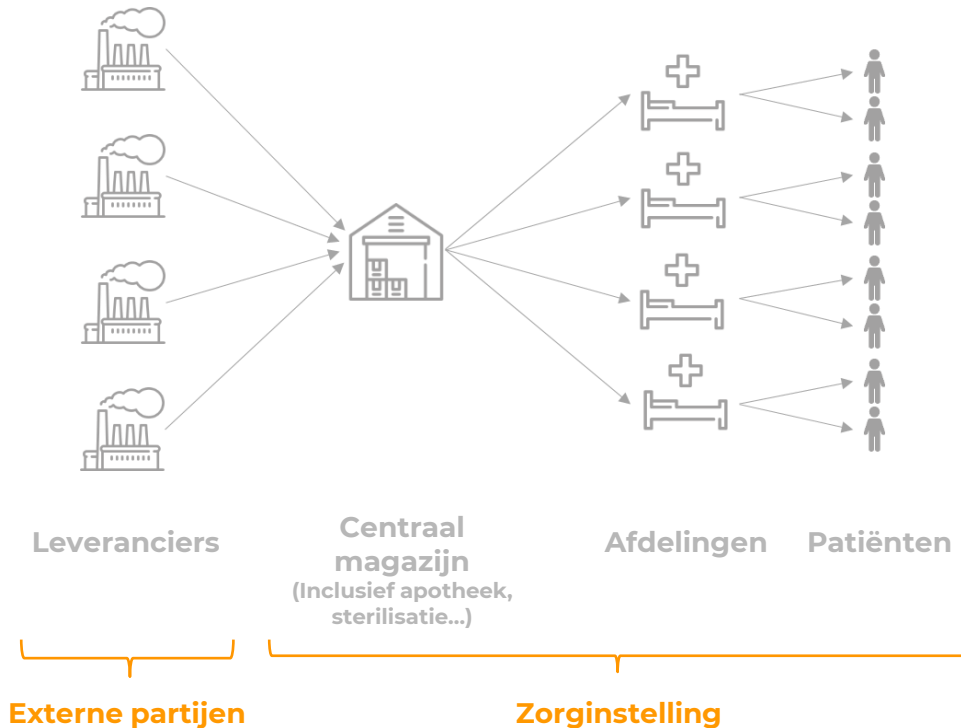 Leveranciers
Centraal
magazijn
(Inclusief apotheek,
sterilisatie...)
Afdelingen
Patiënten
Externe partijen
Zorginstelling